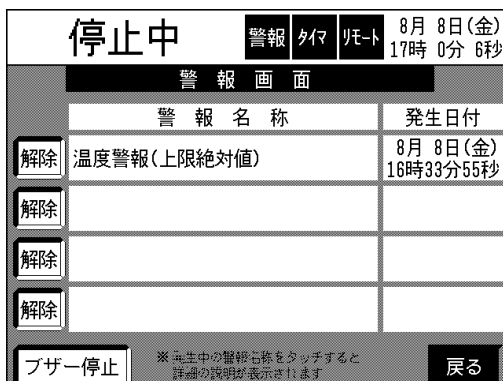 停止中 警報 タイマ リモート 8月 8日(金)
17時 0分 6秒
警報画面
警報名称 発生日付
解除 温度警報(上限絶対値) 8月 8日(金)
16時33分55秒
解除
解除
解除
ブザー停止 ※発生中の警報名称をタッチすると
詳細の説明が表示されます 戻る